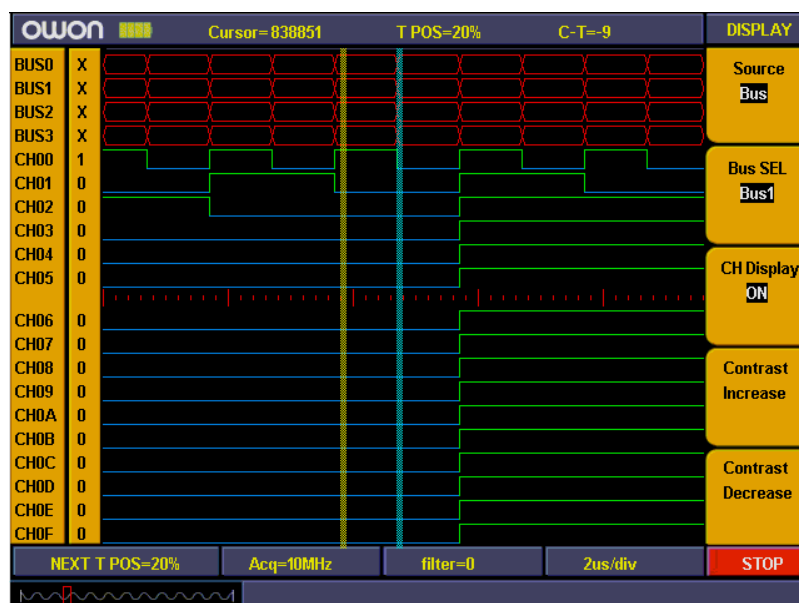 owon Cursor=838851 T POS=20% C-T=-9 DISPLAY
BUS0 X
BUS1 X
BUS2 X
BUS3 X
CH00 1
CH01 0
CH02 0
CH03 0
CH04 0
CH05 0
CH06 0
CH07 0
CH08 0
CH09 0
CH0A 0
CH0B 0
CH0C 0
CH0D 0
CH0E 0
CH0F 0
Source
Bus
Bus SEL
Bus1
CH Display
ON
Contrast
Increase
Contrast
Decrease
NEXT T POS=20% Acq=10MHz filter=0 2us/div STOP